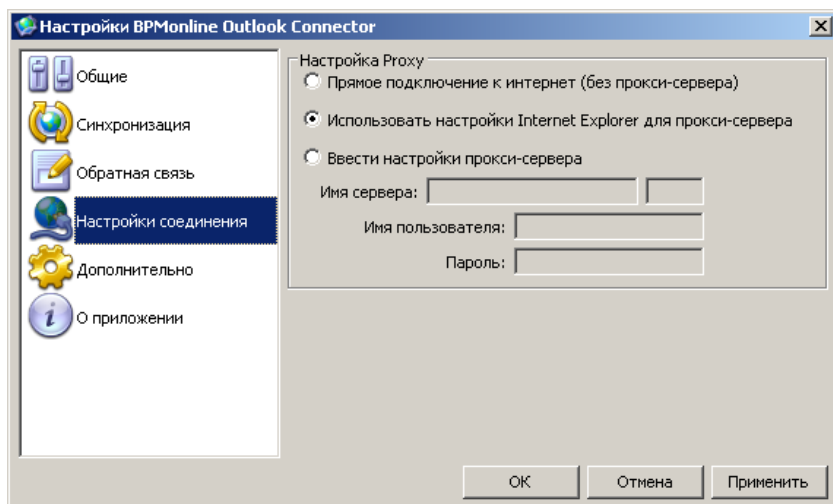 Настройки BPMonline Outlook Connector
Общие
Синхронизация
Обратная связь
Настройки соединения
Дополнительно
О приложении
Настройка Proxy
Прямое подключение к интернет (без прокси-сервера)
Использовать настройки Internet Explorer для прокси-сервера
Ввести настройки прокси-сервера
Имя сервера:
Имя пользователя:
Пароль:
ОК
Отмена
Применить